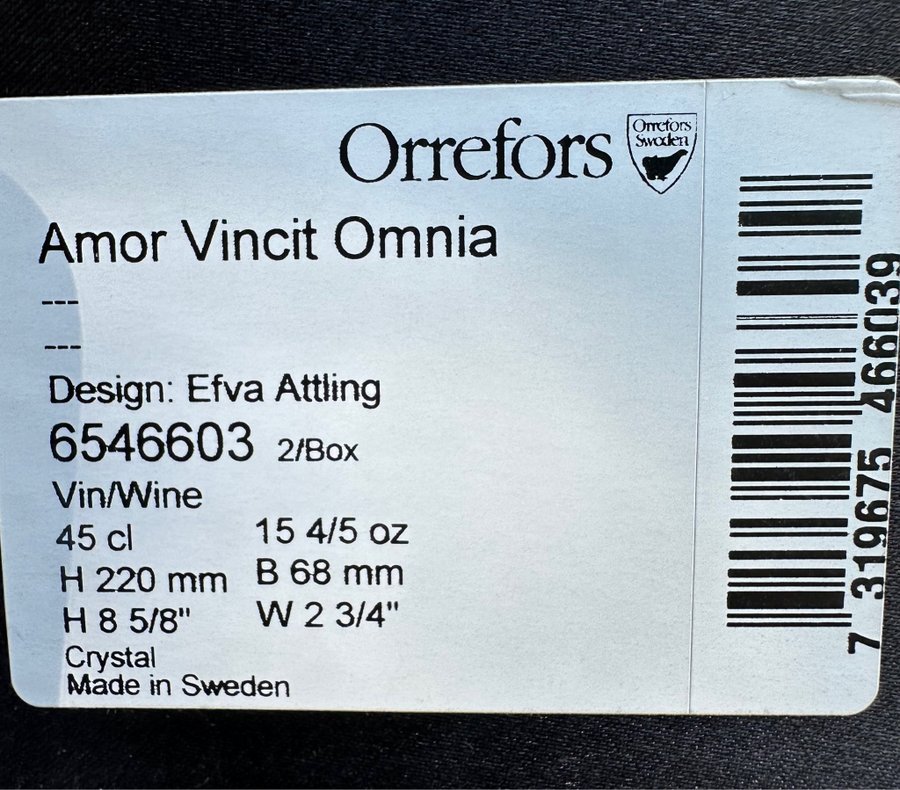 Orrefors
Orrefors
Sweden
Amor Vincit Omnia
---
---
Design: Efva Attling
6546603 2/Box
Vin/Wine
45 cl 15 4/5 oz
H 220 mm B 68 mm
H 8 5/8" W 2 3/4"
Crystal
Made in Sweden
7 319675 466039